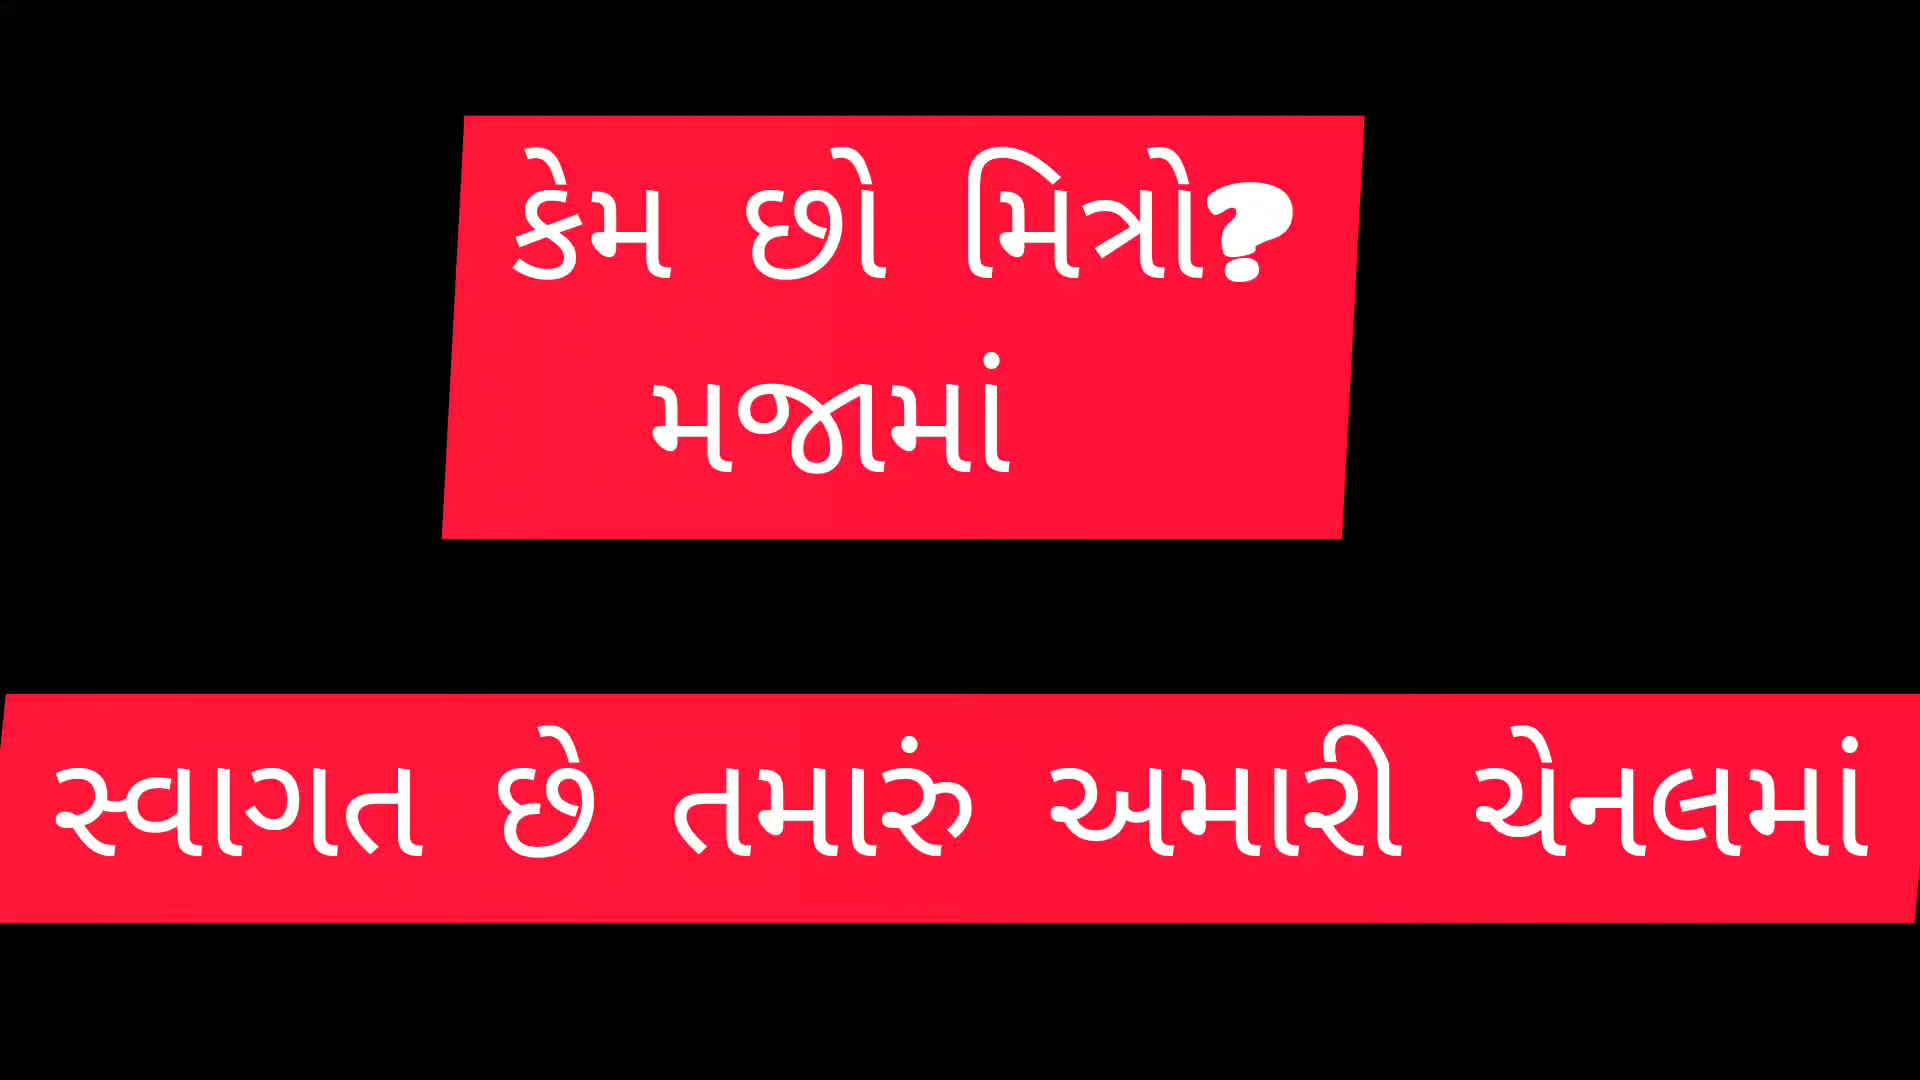 કેમ છો મિત્રો?
મજામાં
સ્વાગત છે તમારું અમારી ચેનલમાં